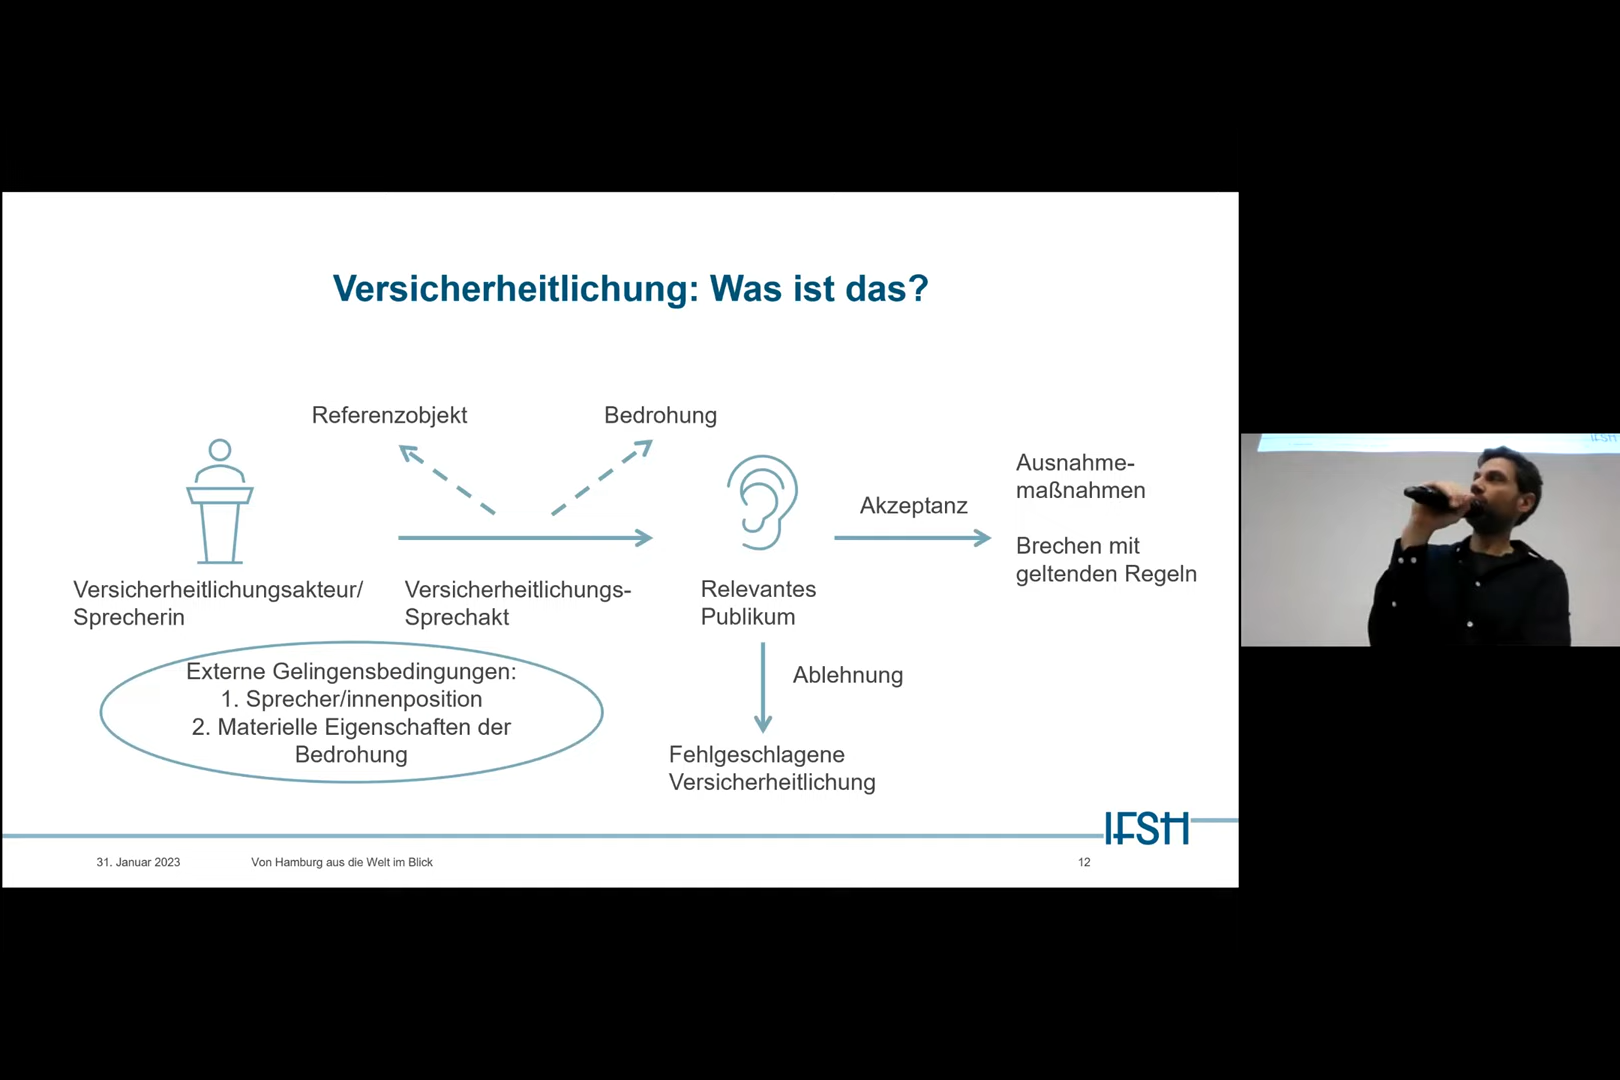 Versicherheitlichung: Was ist das?
Referenzobjekt
Bedrohung
Versicherheitlichungsakteur/
Sprecherin
Versicherheitlichungs-
Sprechakt
Relevantes
Publikum
Akzeptanz
Ausnahme-
maßnahmen
Brechen mit
geltenden Regeln
Externe Gelingensbedingungen:
1. Sprecher/innenposition
2. Materielle Eigenschaften der
Bedrohung
Ablehnung
Fehlgeschlagene
Versicherheitlichung
IFSH
31. Januar 2023
Von Hamburg aus die Welt im Blick
12
IFSH